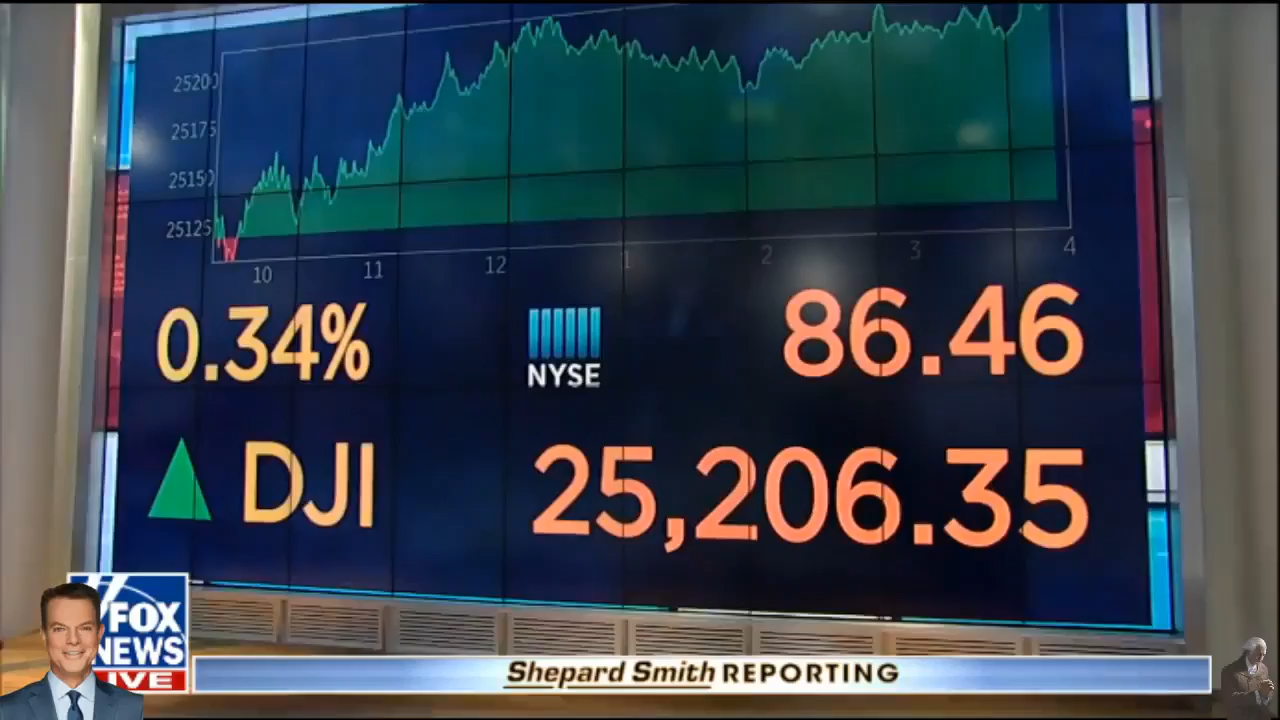 25200
25175
25150
25125
10 11 12 1 2 3 4
0.34%
NYSE
86.46
DJI
25,206.35
FOX
NEWS
LIVE
Shepard Smith REPORTING